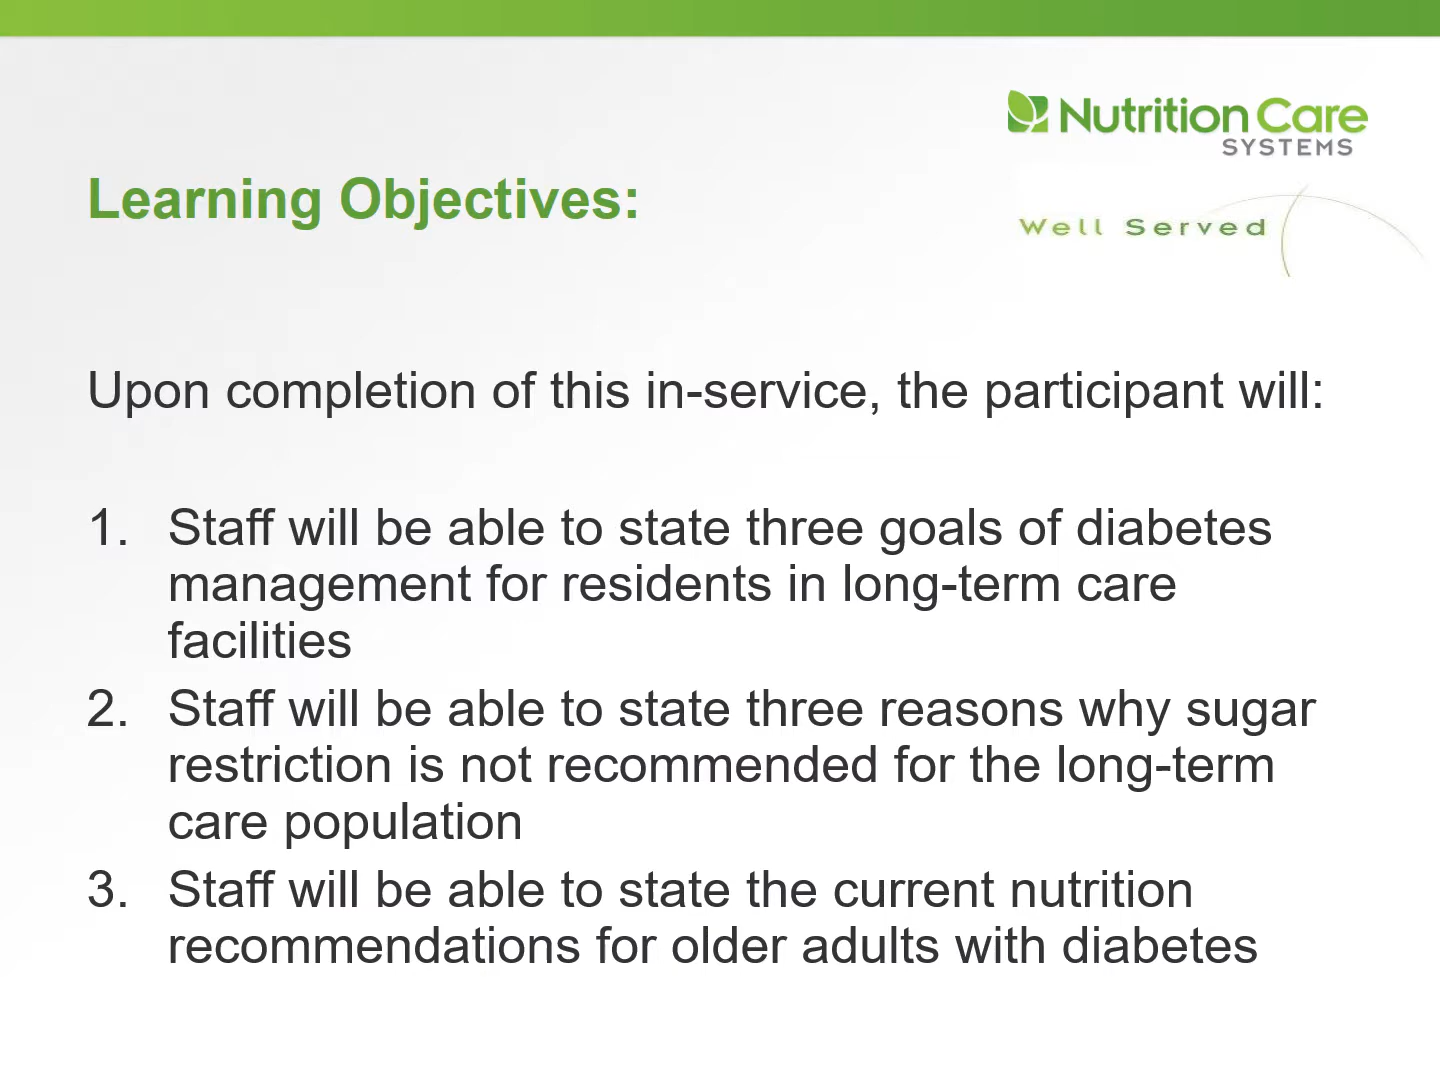 Nutrition Care
SYSTEMS
Learning Objectives:
Well Served
Upon completion of this in-service, the participant will:
1. Staff will be able to state three goals of diabetes
management for residents in long-term care
facilities
2. Staff will be able to state three reasons why sugar
restriction is not recommended for the long-term
care population
3. Staff will be able to state the current nutrition
recommendations for older adults with diabetes